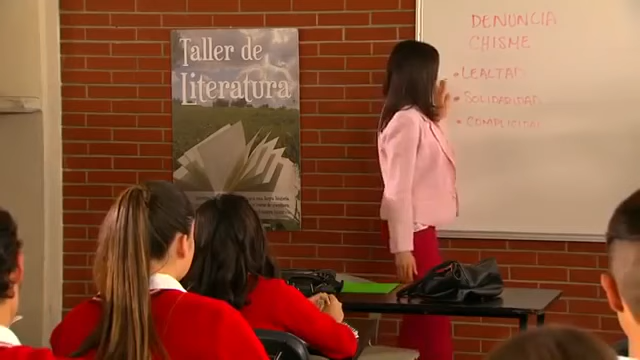 Taller de
Literatura
DENUNCIA
CHISME
• LEALTAD
• SOLIDARIDAD
• COMPLICIDAD